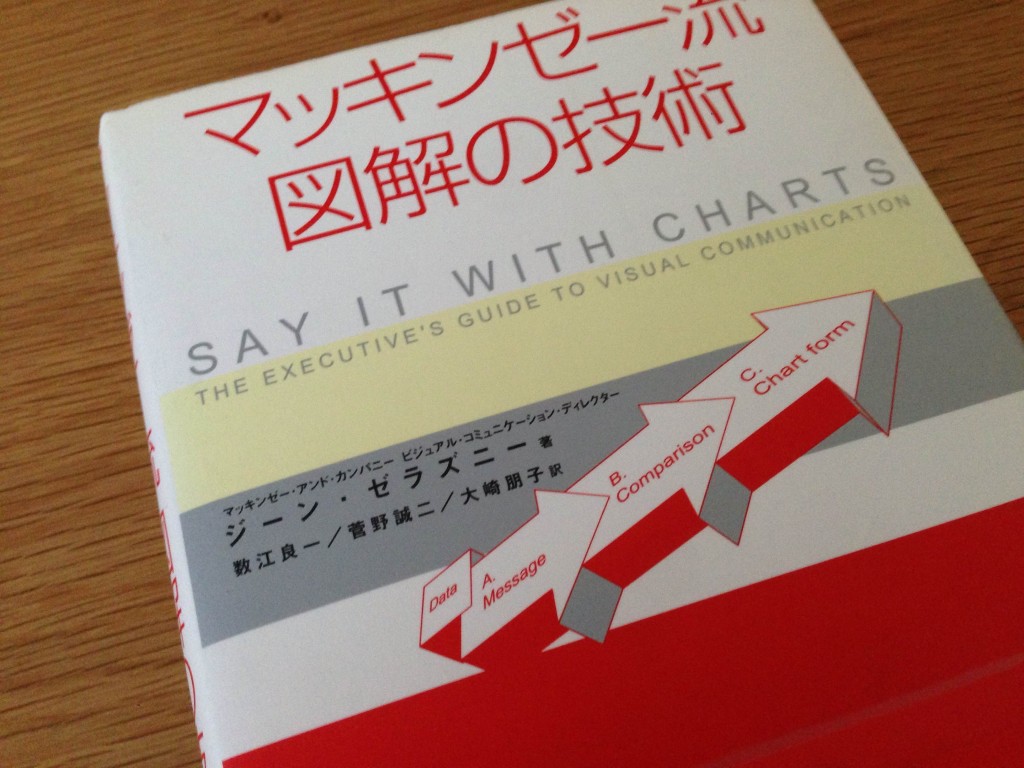 マッキンゼー流
図解の技術
SAY IT WITH CHARTS
THE EXECUTIVE'S GUIDE TO VISUAL COMMUNICATION
マッキンゼー・アンド・カンパニー ビジュアル・コミュニケーション・ディレクター
ジーン・ゼラズニー 著
数江良一／菅野誠二／大崎朋子 訳
Data
A.
Message
B.
Comparison
C.
Chart form